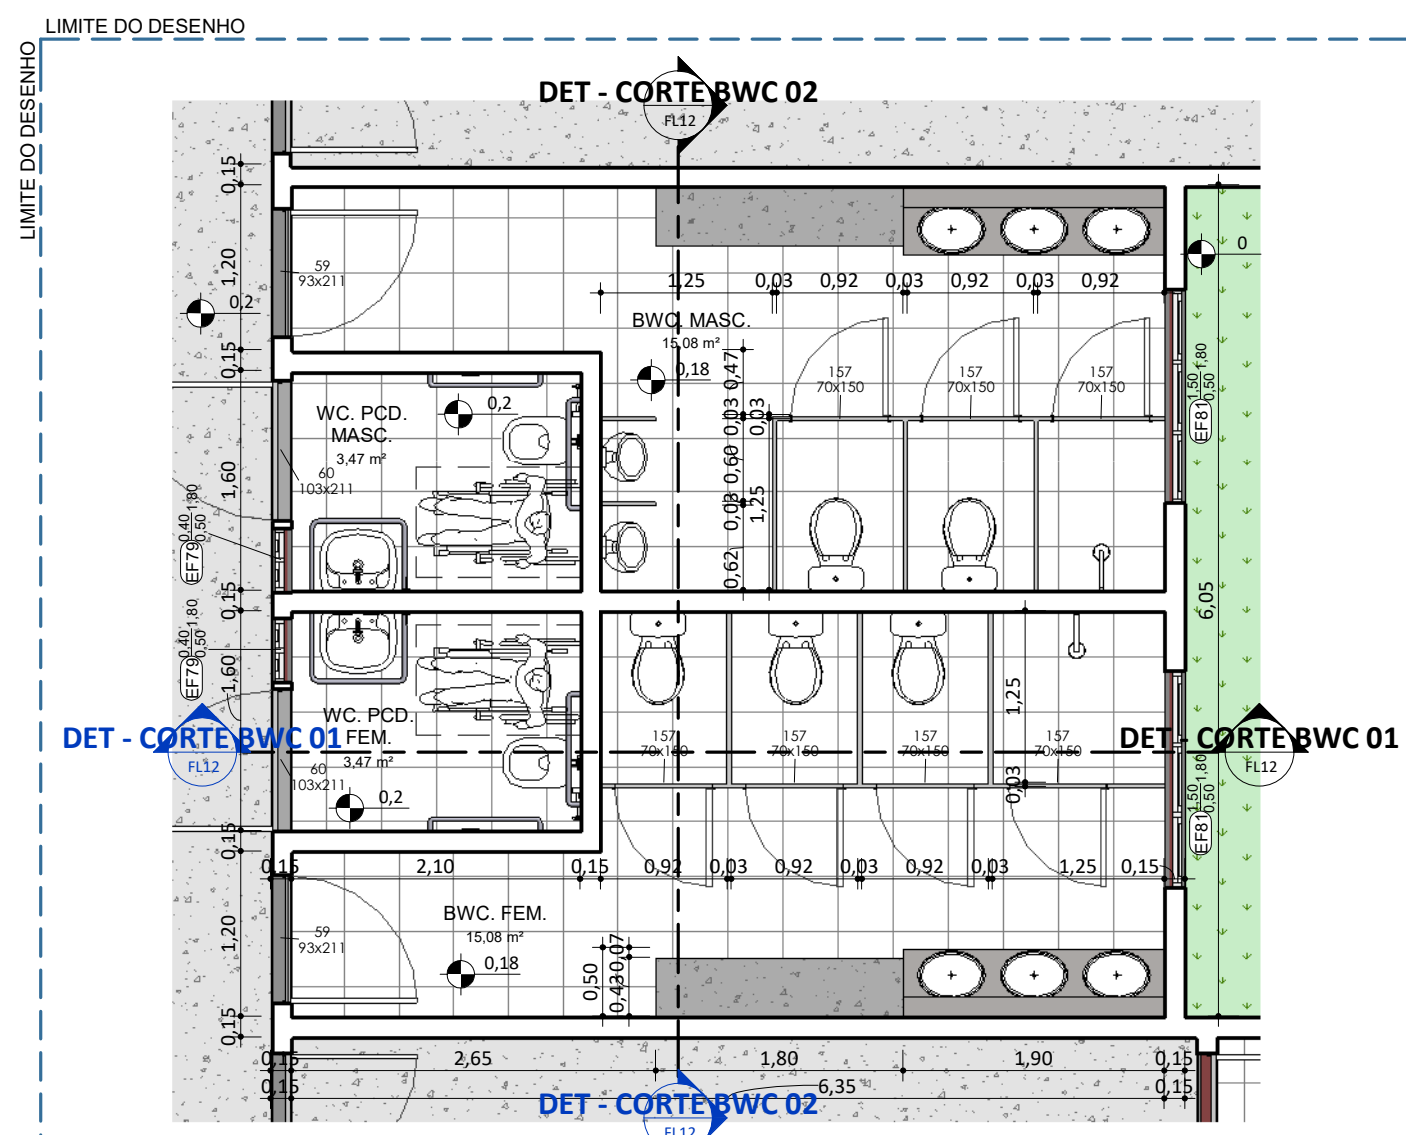 LIMITE DO DESENHO
LIMITE DO DESENHO
DET - CORTE BWC 02
FL12
0,15
1,20
0,2
0,15
59
93x211
1,25
0,03
0,92
0,03
0,92
0,03
0,92
0
BWC. MASC.
15,08 m²
0,18
0,47
0,03
0,03
0,60
0,03
1,25
0,62
157
70x150
157
70x150
157
70x150
EF81
1,50
0,50
1,80
WC. PCD.
MASC.
3,47 m²
0,2
60
103x211
1,60
EF79
0,40
0,50
1,80
0,15
EF79
0,40
0,50
1,80
1,60
6,05
WC. PCD.
FEM.
3,47 m²
60
103x211
0,2
DET - CORTE BWC 01
FL12
157
70x150
157
70x150
157
70x150
157
70x150
1,25
0,03
DET - CORTE BWC 01
FL12
EF81
1,50
0,50
1,80
0,15
0,15
2,10
0,15
0,92
0,03
0,92
0,03
0,92
0,03
1,25
0,15
BWC. FEM.
15,08 m²
0,18
59
93x211
1,20
0,50
0,43
0,07
0,15
0,15
2,65
1,80
1,90
0,15
0,15
6,35
0,15
DET - CORTE BWC 02
FL12